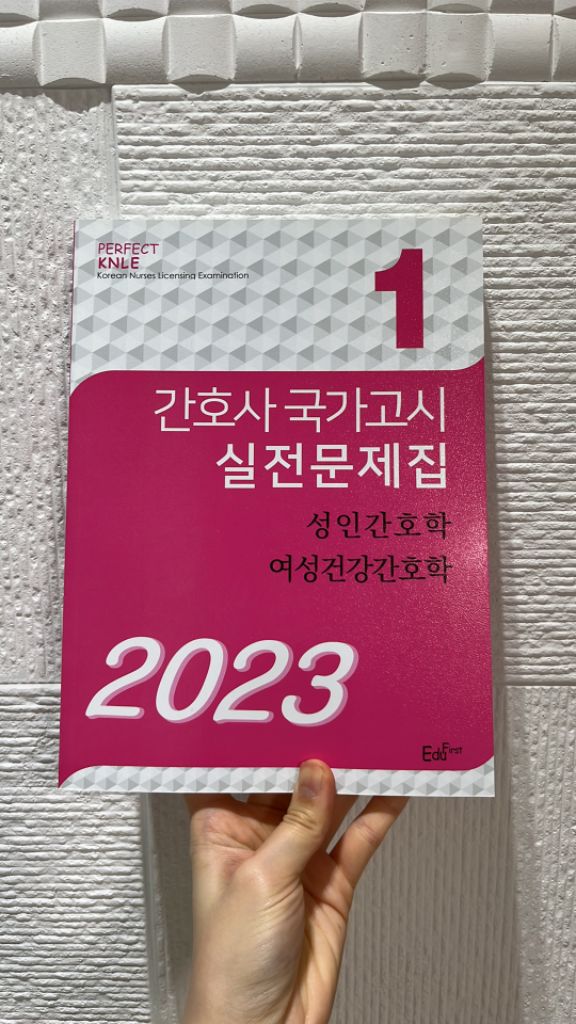 PERFECT
KNLE
Korean Nurses Licensing Examination
1
간호사 국가고시
실전문제집
성인간호학
여성건강간호학
2023
EduFirst